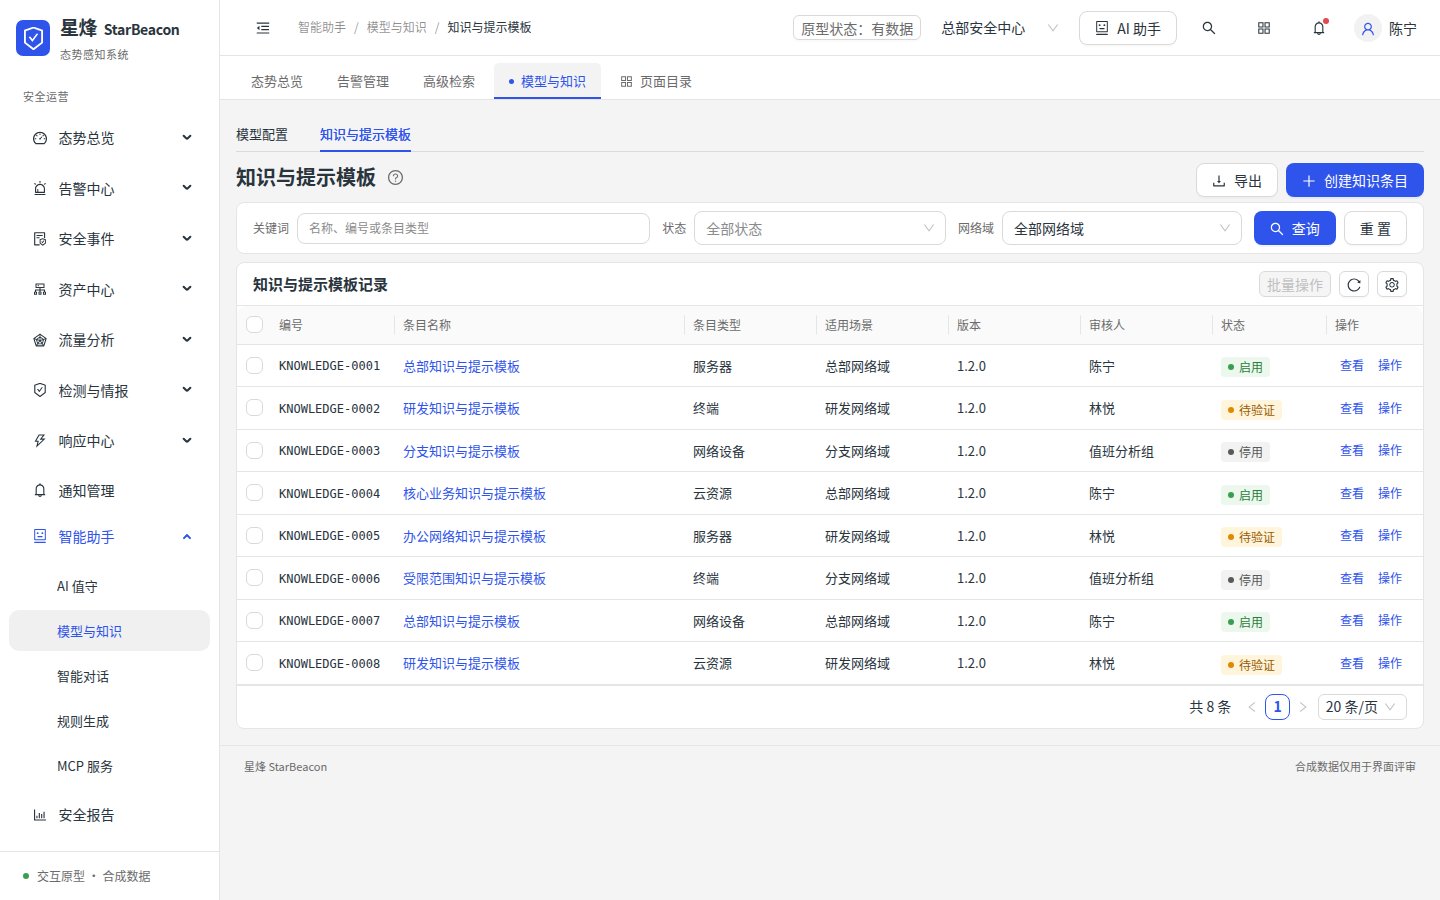 星烽 StarBeacon
态势感知系统
安全运营
态势总览
告警中心
安全事件
资产中心
流量分析
检测与情报
响应中心
通知管理
智能助手
AI 值守
模型与知识
智能对话
规则生成
MCP 服务
安全报告
交互原型 · 合成数据
智能助手 / 模型与知识 / 知识与提示模板
原型状态：有数据
总部安全中心
AI 助手
陈宁
态势总览 告警管理 高级检索 模型与知识 页面目录
模型配置 知识与提示模板
知识与提示模板
导出
创建知识条目
关键词 名称、编号或条目类型 状态 全部状态 网络域 全部网络域 查询 重 置
知识与提示模板记录
批量操作
编号 条目名称 条目类型 适用场景 版本 审核人 状态 操作
KNOWLEDGE-0001 总部知识与提示模板 服务器 总部网络域 1.2.0 陈宁 启用 查看 操作
KNOWLEDGE-0002 研发知识与提示模板 终端 研发网络域 1.2.0 林悦 待验证 查看 操作
KNOWLEDGE-0003 分支知识与提示模板 网络设备 分支网络域 1.2.0 值班分析组 停用 查看 操作
KNOWLEDGE-0004 核心业务知识与提示模板 云资源 总部网络域 1.2.0 陈宁 启用 查看 操作
KNOWLEDGE-0005 办公网络知识与提示模板 服务器 研发网络域 1.2.0 林悦 待验证 查看 操作
KNOWLEDGE-0006 受限范围知识与提示模板 终端 分支网络域 1.2.0 值班分析组 停用 查看 操作
KNOWLEDGE-0007 总部知识与提示模板 网络设备 总部网络域 1.2.0 陈宁 启用 查看 操作
KNOWLEDGE-0008 研发知识与提示模板 云资源 研发网络域 1.2.0 林悦 待验证 查看 操作
共 8 条 1 20 条/页
星烽 StarBeacon
合成数据仅用于界面评审